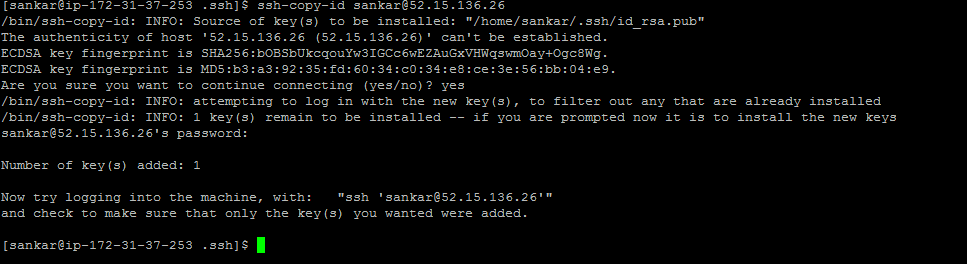 [sankar@ip-172-31-37-253 .ssh]$ ssh-copy-id sankar@52.15.136.26
/bin/ssh-copy-id: INFO: Source of key(s) to be installed: "/home/sankar/.ssh/id_rsa.pub"
The authenticity of host '52.15.136.26 (52.15.136.26)' can't be established.
ECDSA key fingerprint is SHA256:bOBSbUkcqouYw3IGCc6wEZAuGxVHWqswmOay+Ogc8Wg.
ECDSA key fingerprint is MD5:b3:a3:92:35:fd:60:34:c0:34:e8:ce:3e:56:bb:04:e9.
Are you sure you want to continue connecting (yes/no)? yes
/bin/ssh-copy-id: INFO: attempting to log in with the new key(s), to filter out any that are already installed
/bin/ssh-copy-id: INFO: 1 key(s) remain to be installed -- if you are prompted now it is to install the new keys
sankar@52.15.136.26's password:
Number of key(s) added: 1
Now try logging into the machine, with:   "ssh 'sankar@52.15.136.26'"
and check to make sure that only the key(s) you wanted were added.
[sankar@ip-172-31-37-253 .ssh]$